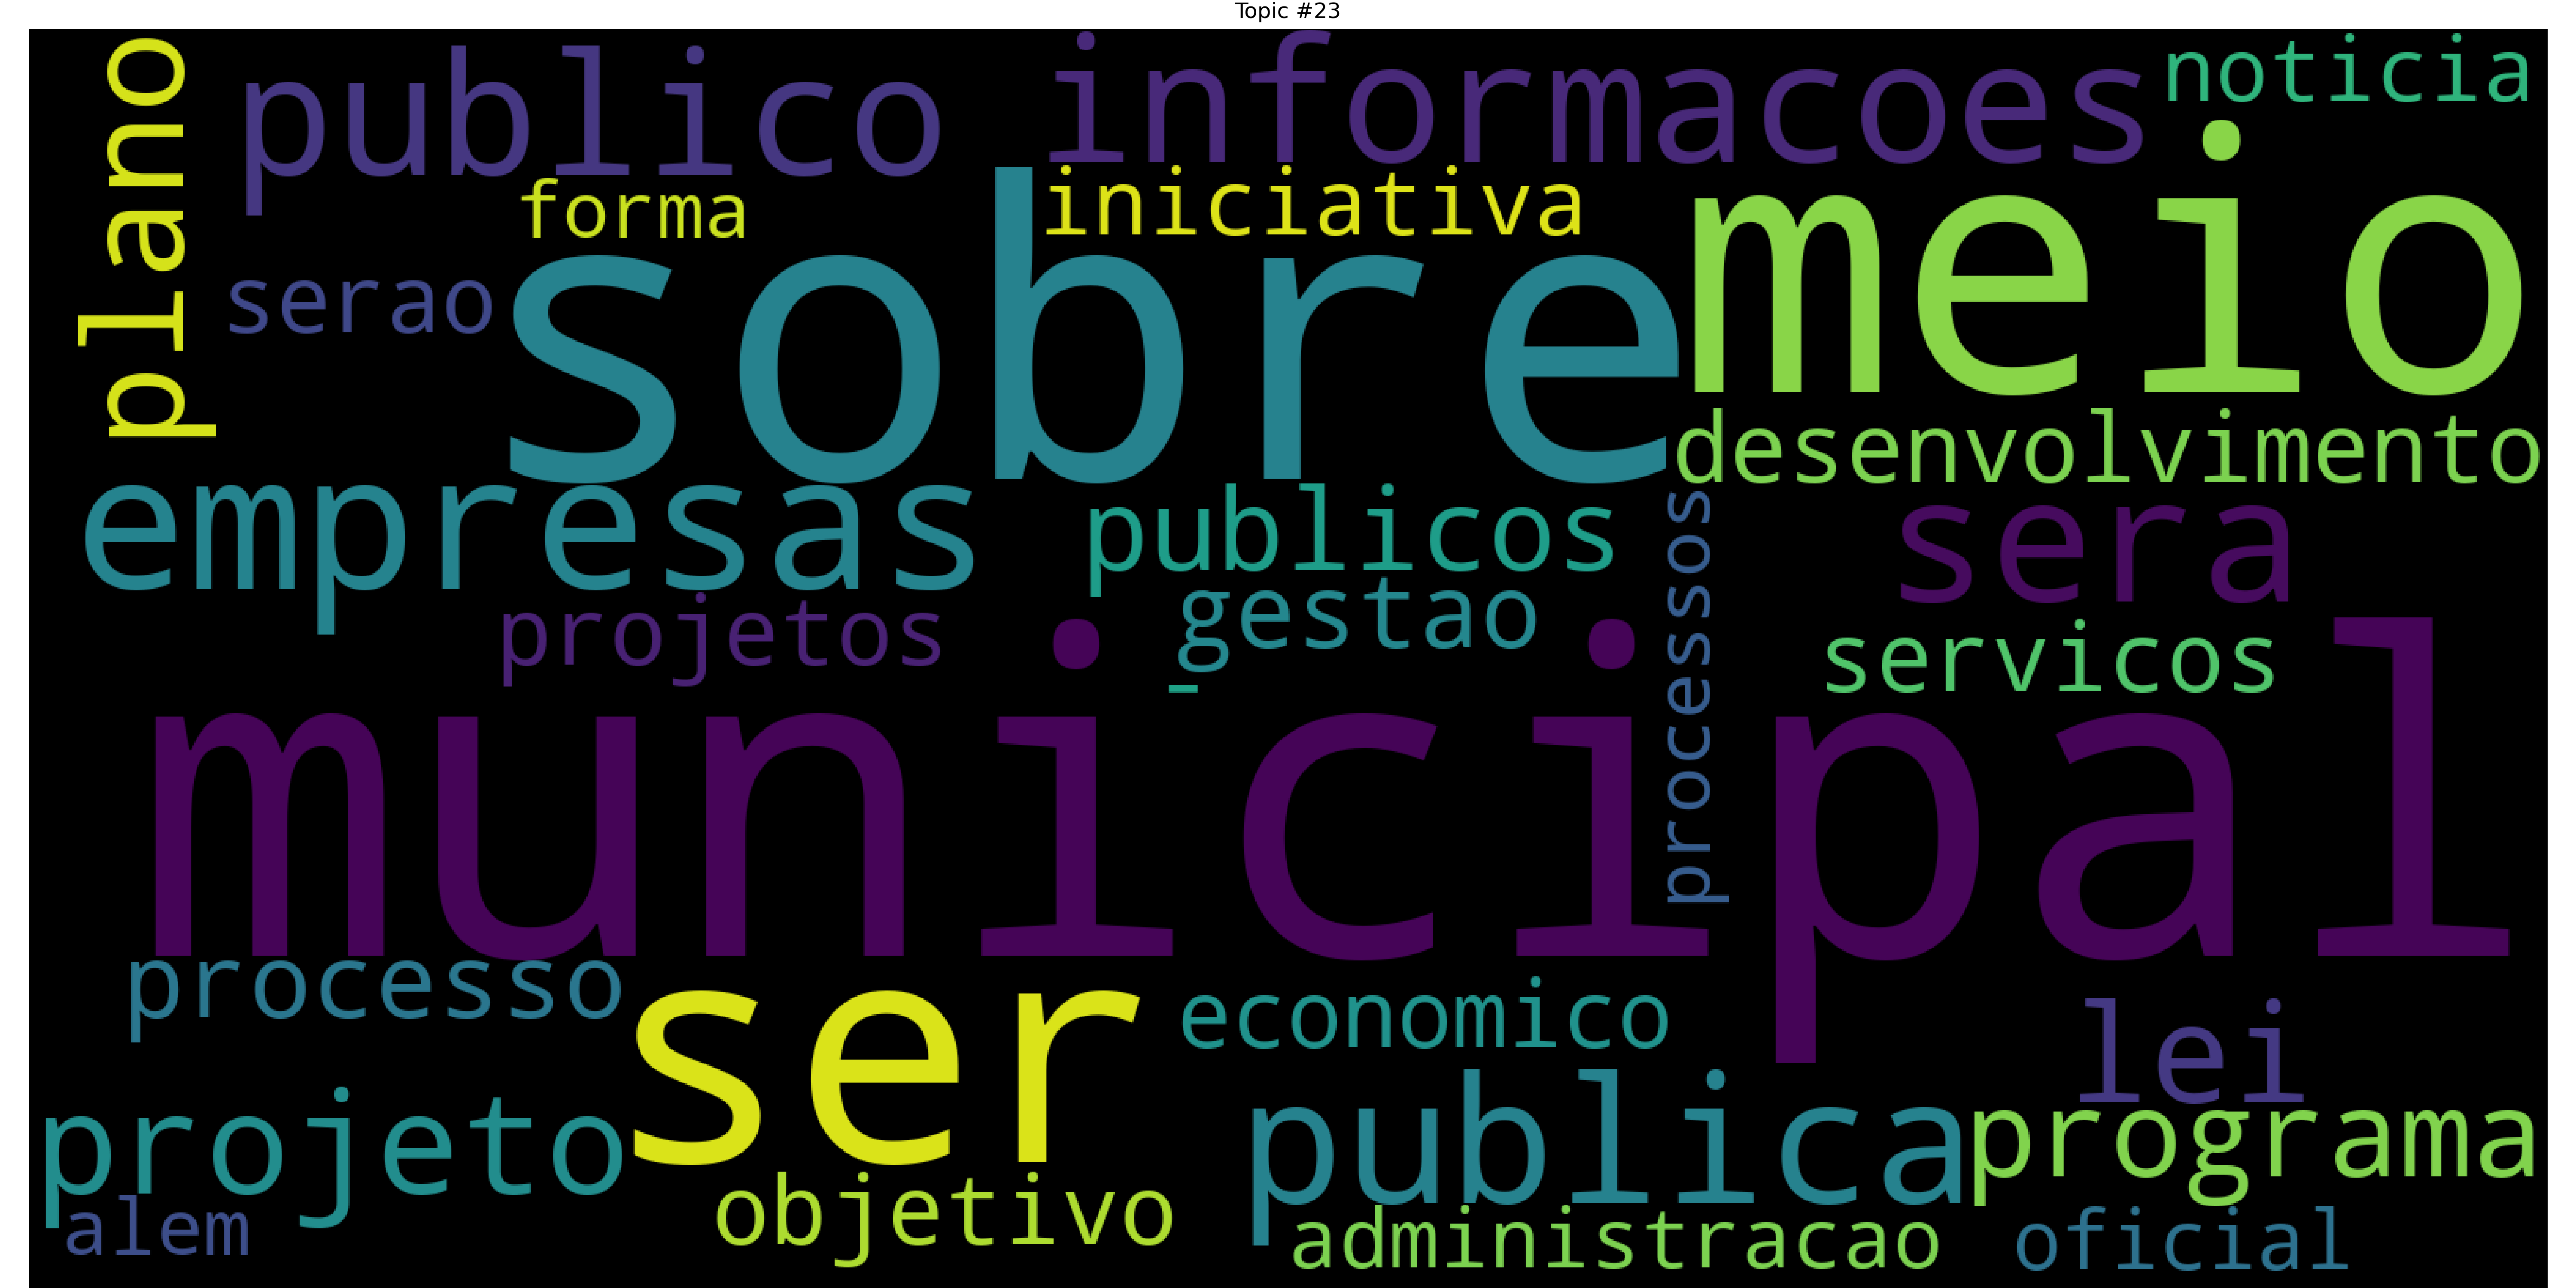 Topic #23
plano
publico
informacoes
noticia
forma
iniciativa
serao
sobre
meio
desenvolvimento
empresas
publicos
processos
sera
projetos
gestao
servicos
-
municipal
processo
ser
economico
lei
projeto
publica
programa
alem
objetivo
administracao
oficial